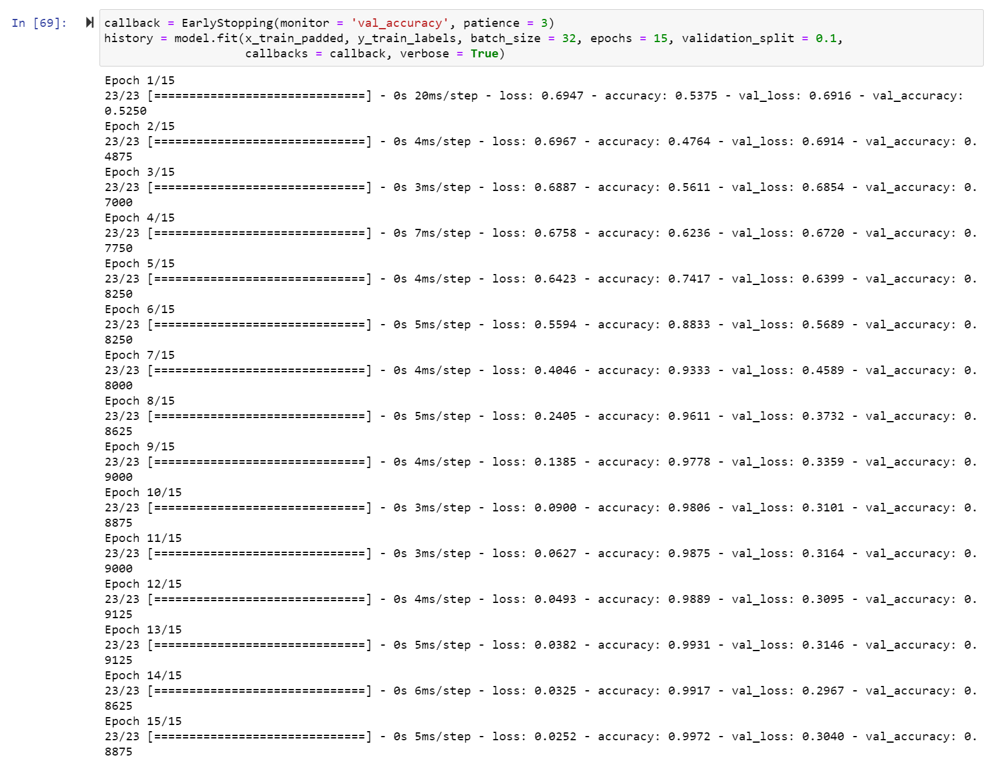 In [69]:
callback = EarlyStopping(monitor = 'val_accuracy', patience = 3)
history = model.fit(x_train_padded, y_train_labels, batch_size = 32, epochs = 15, validation_split = 0.1,
                    callbacks = callback, verbose = True)
Epoch 1/15
23/23 [==============================] - 0s 20ms/step - loss: 0.6947 - accuracy: 0.5375 - val_loss: 0.6916 - val_accuracy:
0.5250
Epoch 2/15
23/23 [==============================] - 0s 4ms/step - loss: 0.6967 - accuracy: 0.4764 - val_loss: 0.6914 - val_accuracy: 0.
4875
Epoch 3/15
23/23 [==============================] - 0s 3ms/step - loss: 0.6887 - accuracy: 0.5611 - val_loss: 0.6854 - val_accuracy: 0.
7000
Epoch 4/15
23/23 [==============================] - 0s 7ms/step - loss: 0.6758 - accuracy: 0.6236 - val_loss: 0.6720 - val_accuracy: 0.
7750
Epoch 5/15
23/23 [==============================] - 0s 4ms/step - loss: 0.6423 - accuracy: 0.7417 - val_loss: 0.6399 - val_accuracy: 0.
8250
Epoch 6/15
23/23 [==============================] - 0s 5ms/step - loss: 0.5594 - accuracy: 0.8833 - val_loss: 0.5689 - val_accuracy: 0.
8250
Epoch 7/15
23/23 [==============================] - 0s 4ms/step - loss: 0.4046 - accuracy: 0.9333 - val_loss: 0.4589 - val_accuracy: 0.
8000
Epoch 8/15
23/23 [==============================] - 0s 5ms/step - loss: 0.2405 - accuracy: 0.9611 - val_loss: 0.3732 - val_accuracy: 0.
8625
Epoch 9/15
23/23 [==============================] - 0s 4ms/step - loss: 0.1385 - accuracy: 0.9778 - val_loss: 0.3359 - val_accuracy: 0.
9000
Epoch 10/15
23/23 [==============================] - 0s 3ms/step - loss: 0.0900 - accuracy: 0.9806 - val_loss: 0.3101 - val_accuracy: 0.
8875
Epoch 11/15
23/23 [==============================] - 0s 3ms/step - loss: 0.0627 - accuracy: 0.9875 - val_loss: 0.3164 - val_accuracy: 0.
9000
Epoch 12/15
23/23 [==============================] - 0s 4ms/step - loss: 0.0493 - accuracy: 0.9889 - val_loss: 0.3095 - val_accuracy: 0.
9125
Epoch 13/15
23/23 [==============================] - 0s 5ms/step - loss: 0.0382 - accuracy: 0.9931 - val_loss: 0.3146 - val_accuracy: 0.
9125
Epoch 14/15
23/23 [==============================] - 0s 6ms/step - loss: 0.0325 - accuracy: 0.9917 - val_loss: 0.2967 - val_accuracy: 0.
8625
Epoch 15/15
23/23 [==============================] - 0s 5ms/step - loss: 0.0252 - accuracy: 0.9972 - val_loss: 0.3040 - val_accuracy: 0.
8875